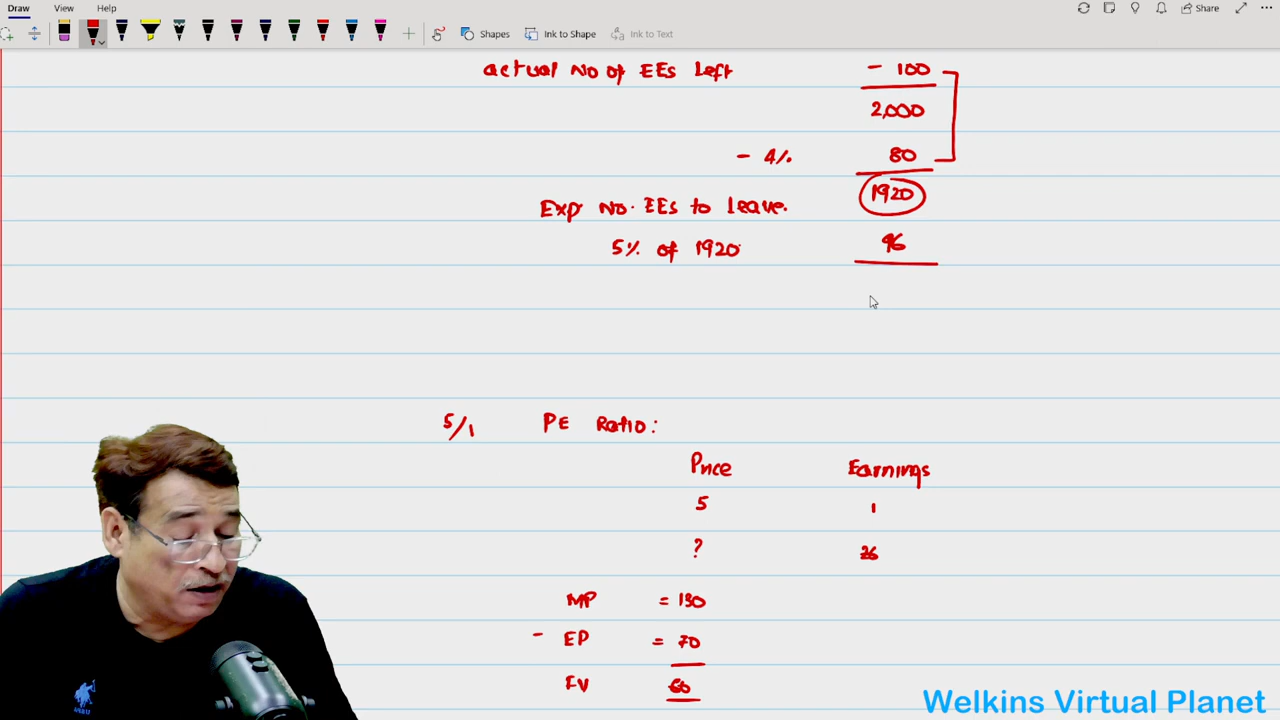 Draw View Help Share
Shapes Ink to Shape Ink to Text
actual No of EEs Left - 100
2,000
- 4% 80
1920
Exp No. EEs to leave.
5% of 1920 96
5/1 PE Ratio:
Price Earnings
5 1
? 26
MP = 130
- EP = 70
FV 60
Welkins Virtual Planet